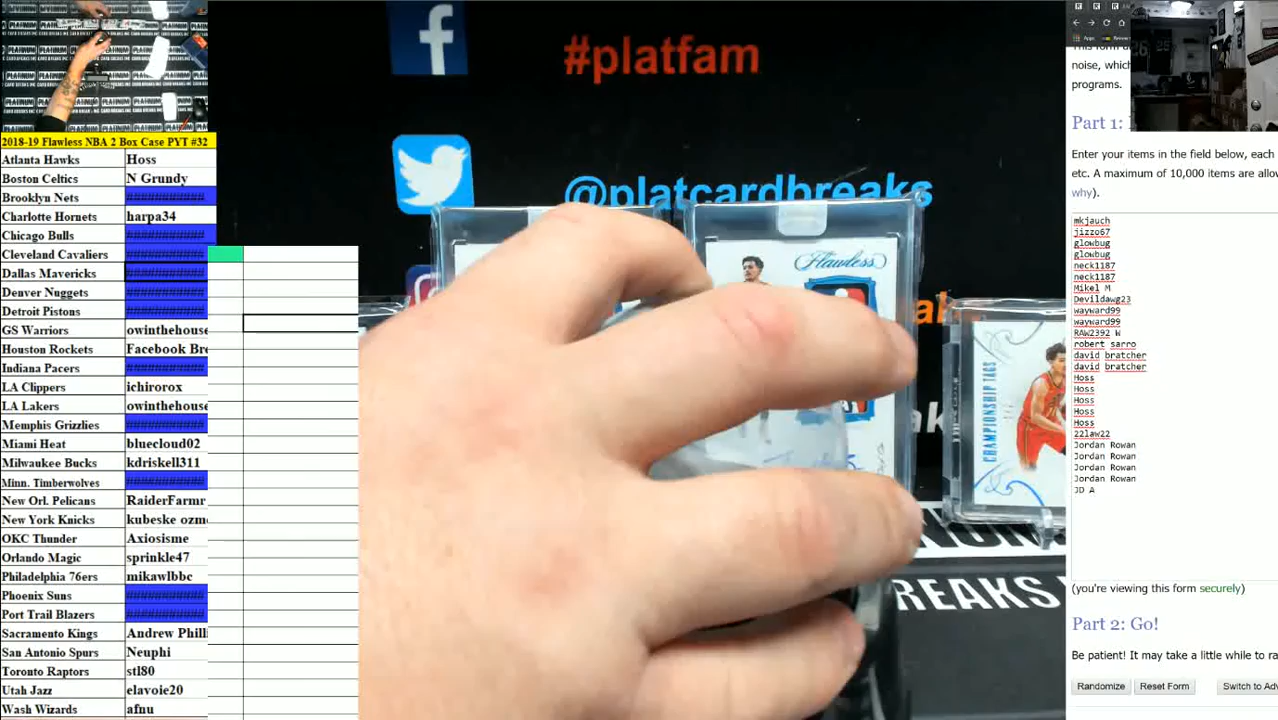 2018-19 Flawless NBA 2 Box Case PYT #32
Atlanta Hawks Hoss
Boston Celtics N Grundy
Brooklyn Nets ############
Charlotte Hornets harpa34
Chicago Bulls ############
Cleveland Cavaliers ############
Dallas Mavericks ############
Denver Nuggets ############
Detroit Pistons ############
GS Warriors owinthehouse
Houston Rockets Facebook Bre
Indiana Pacers ############
LA Clippers ichirorox
LA Lakers owinthehouse
Memphis Grizzlies ############
Miami Heat bluecloud02
Milwaukee Bucks kdriskell311
Minn. Timberwolves ############
New Orl. Pelicans RaiderFarmr
New York Knicks kubeske ozm
OKC Thunder Axiosisme
Orlando Magic sprinkle47
Philadelphia 76ers mikawlbbc
Phoenix Suns ############
Port Trail Blazers ############
Sacramento Kings Andrew Philli
San Antonio Spurs Neuphi
Toronto Raptors stl80
Utah Jazz elavoie20
Wash Wizards afnu
#platfam
@platcardbreaks
Flawless
CHAMPIONSHIP TAGS
BREAKS
This form a
noise, which
programs.
Part 1:
Enter your items in the field below, each
etc. A maximum of 10,000 items are allo
why).
mkjauch
jizzo67
glowbug
glowbug
neck1187
neck1187
Mikel M
Devildawg23
wayward99
wayward99
RAW2392 W
robert sarro
david bratcher
david bratcher
Hoss
Hoss
Hoss
Hoss
Hoss
22law22
Jordan Rowan
Jordan Rowan
Jordan Rowan
Jordan Rowan
JD A
(you're viewing this form securely)
Part 2: Go!
Be patient! It may take a little while to ra
Randomize Reset Form Switch to Adv